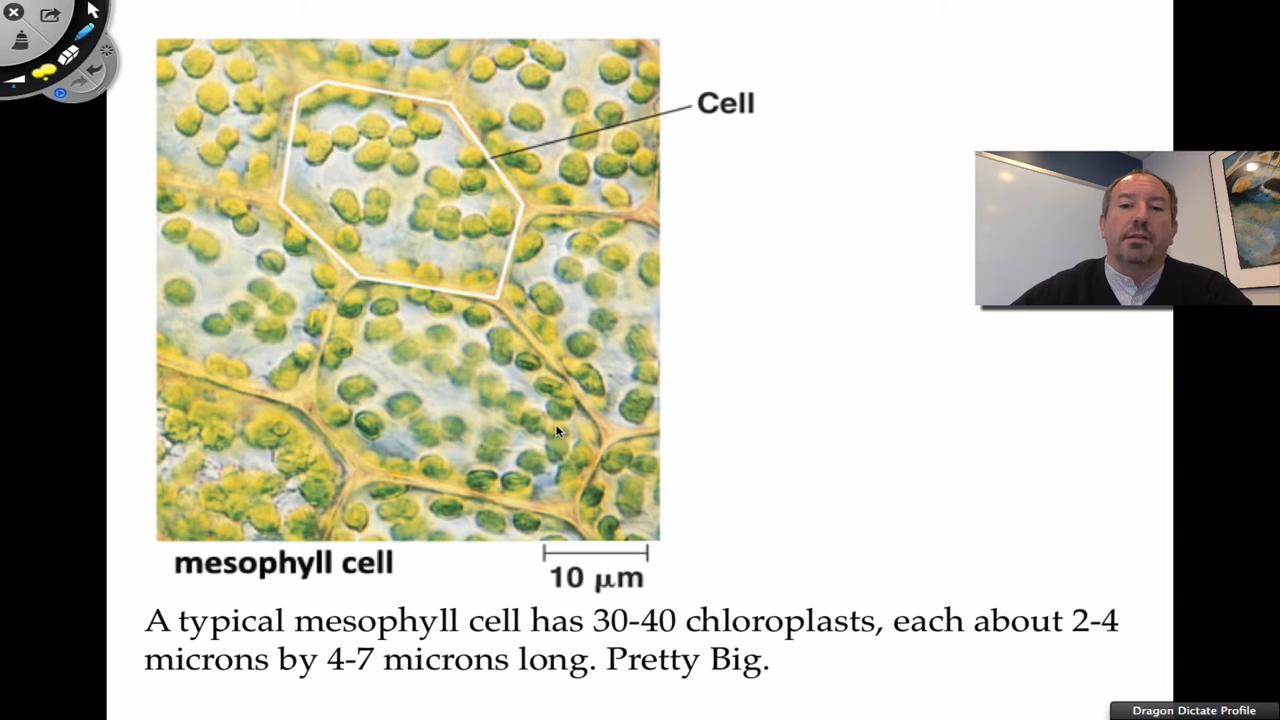 Cell
mesophyll cell
10 μm
A typical mesophyll cell has 30-40 chloroplasts, each about 2-4
microns by 4-7 microns long. Pretty Big.
Dragon Dictate Profile